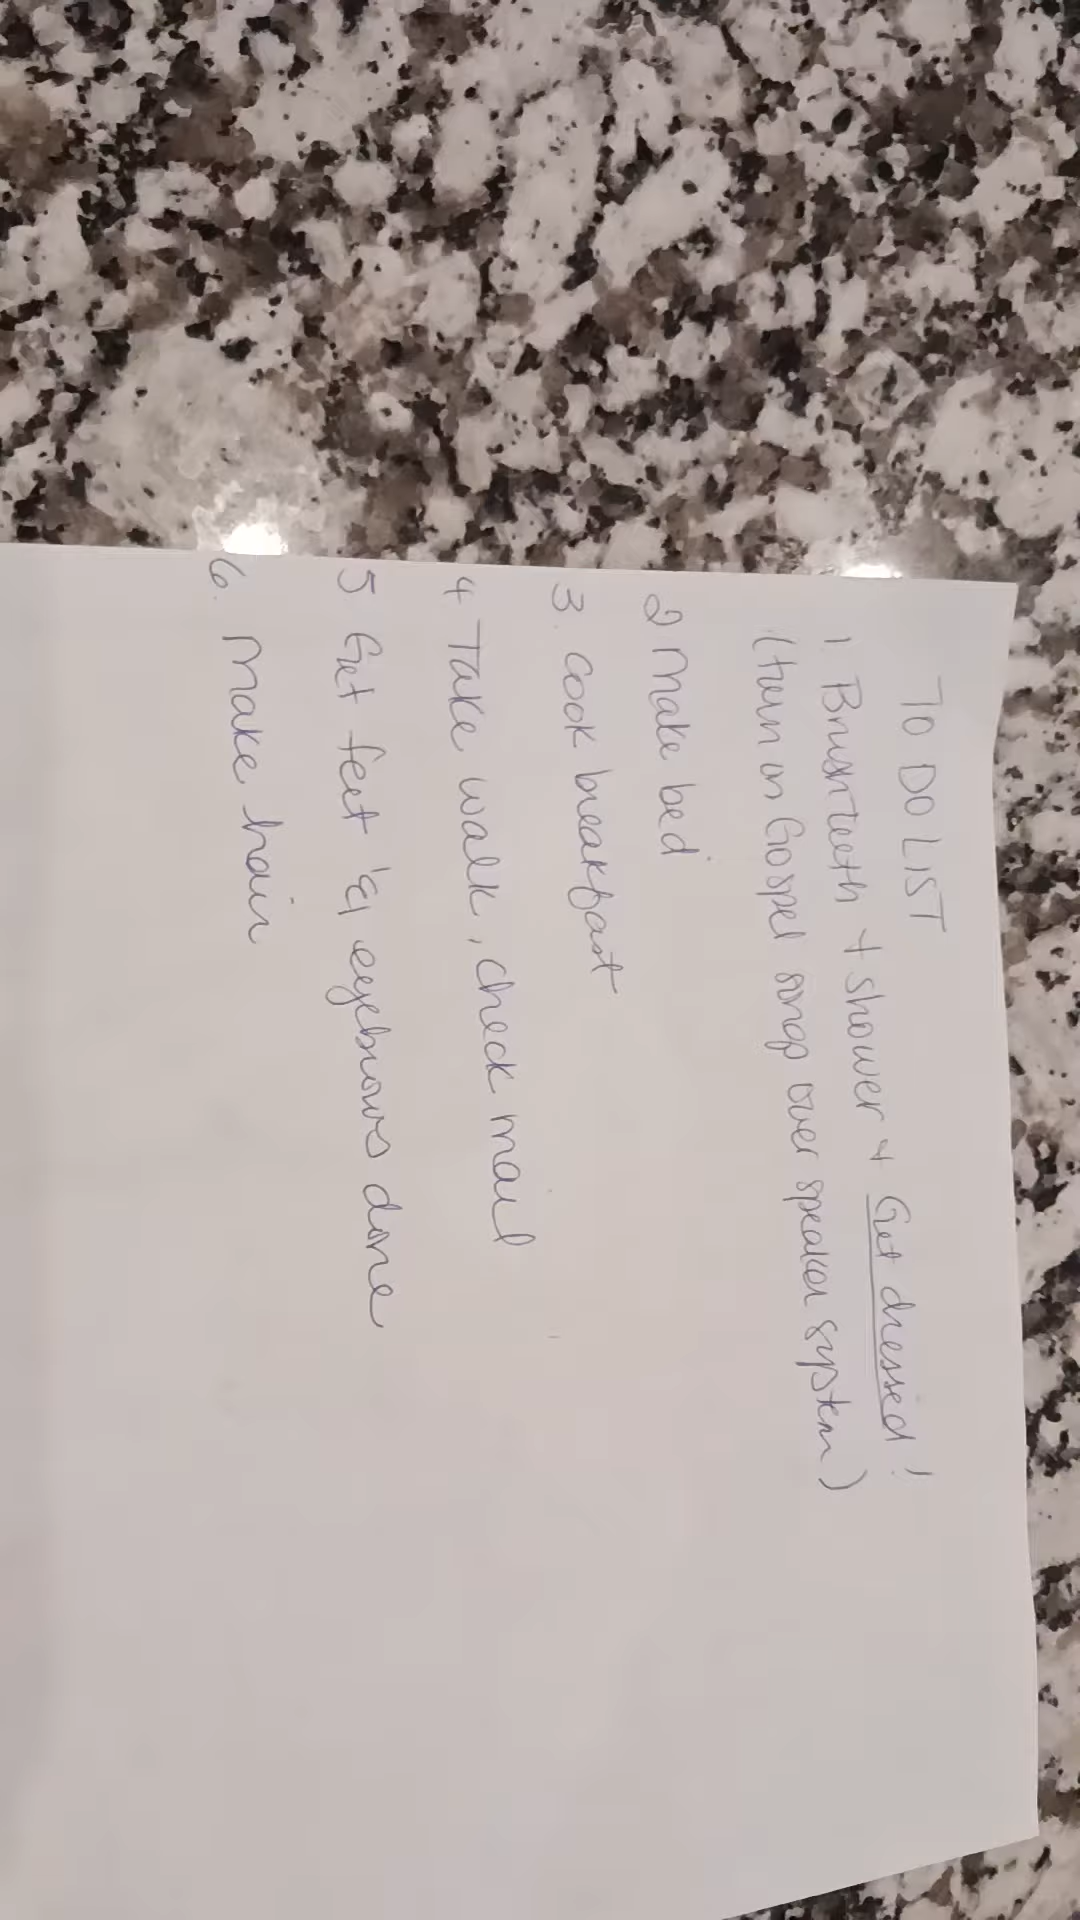 TO DO LIST
1. Brush Teeth + shower + Get dressed!
(turn on Gospel songs over speaker system)
2 Make bed
3. Cook breakfast
4 Take walk, check mail
5 Get feet & eyebrows done
6. Make hair